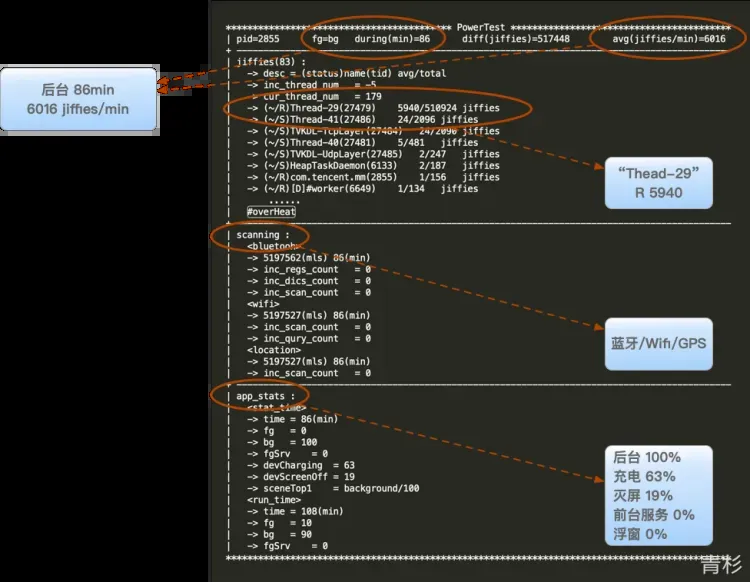 ************************************** PowerTest **************************************
| pid=2855 fg=bg during(min)=86 diff(jiffies)=517448 avg(jiffies/min)=6016
后台 86min
6016 jiffies/min
| jiffies(83) :
| -> desc = (status)name(tid) avg/total
| -> inc_thread_num = -5
| -> cur_thread_num = 179
| -> (~/R)Thread-29(27479) 5940/510924 jiffies
| -> (~/S)Thread-41(27486) 24/2096 jiffies
| -> (~/S)TVKDL-TcpLayer(27484) 24/2096 jiffies
| -> (~/S)Thread-40(27481) 5/481 jiffies
| -> (~/S)TVKDL-UdpLayer(27485) 2/247 jiffies
| -> (~/S)HeapTaskDaemon(6133) 2/187 jiffies
| -> (~/R)com.tencent.mm(2855) 1/156 jiffies
| -> (~/R)[D]#worker(6649) 1/134 jiffies
| ......
| #overHeat
“Thead-29”
R 5940
| scanning :
| <bluetooh>
| -> 5197562(mls) 86(min)
| -> inc_regs_count = 0
| -> inc_dics_count = 0
| -> inc_scan_count = 0
| <wifi>
| -> 5197527(mls) 86(min)
| -> inc_scan_count = 0
| -> inc_qury_count = 0
| <location>
| -> 5197527(mls) 86(min)
| -> inc_scan_count = 0
蓝牙/Wifi/GPS
| app_stats :
| <stat_time>
| -> time = 86(min)
| -> fg = 0
| -> bg = 100
| -> fgSrv = 0
| -> devCharging = 63
| -> devScreenOff = 19
| -> sceneTop1 = background/100
| <run_time>
| -> time = 108(min)
| -> fg = 10
| -> bg = 90
| -> fgSrv = 0
后台 100%
充电 63%
灭屏 19%
前台服务 0%
浮窗 0%
青杉